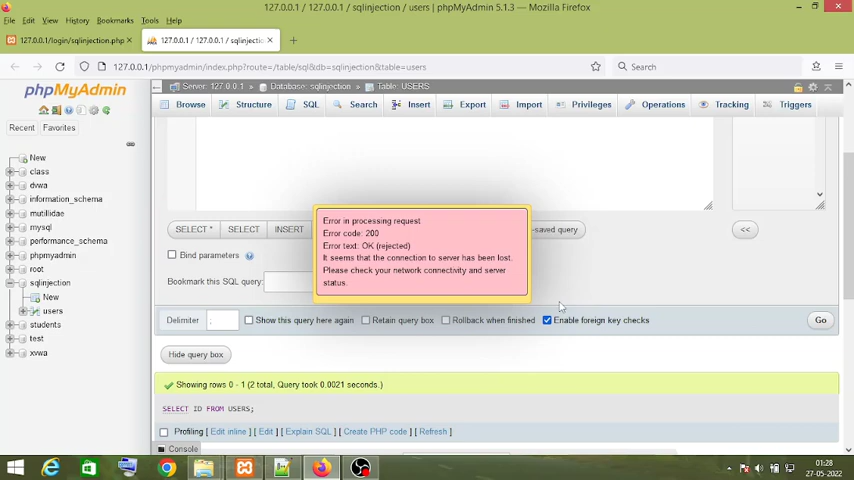 127.0.0.1 / 127.0.0.1 / sqlinjection / users | phpMyAdmin 5.1.3 — Mozilla Firefox
File Edit View History Bookmarks Tools Help
127.0.0.1/login/sqlinjection.php
127.0.0.1 / 127.0.0.1 / sqlinjectio
127.0.0.1/phpmyadmin/index.php?route=/table/sql&db=sqlinjection&table=users
Search
phpMyAdmin
Server: 127.0.0.1 » Database: sqlinjection » Table: USERS
Browse Structure SQL Search Insert Export Import Privileges Operations Tracking Triggers
Recent Favorites
New
class
dvwa
information_schema
mutillidae
mysql
performance_schema
phpmyadmin
root
sqlinjection
New
users
students
test
xvwa
Error in processing request
Error code: 200
Error text: OK (rejected)
It seems that the connection to server has been lost.
Please check your network connectivity and server
status.
SELECT * SELECT INSERT
-saved query
<<
Bind parameters
Bookmark this SQL query:
Delimiter ; Show this query here again Retain query box Rollback when finished Enable foreign key checks Go
Hide query box
Showing rows 0 - 1 (2 total, Query took 0.0021 seconds.)
SELECT ID FROM USERS;
Profiling [ Edit inline ] [ Edit ] [ Explain SQL ] [ Create PHP code ] [ Refresh ]
Console
01:28
27-05-2022